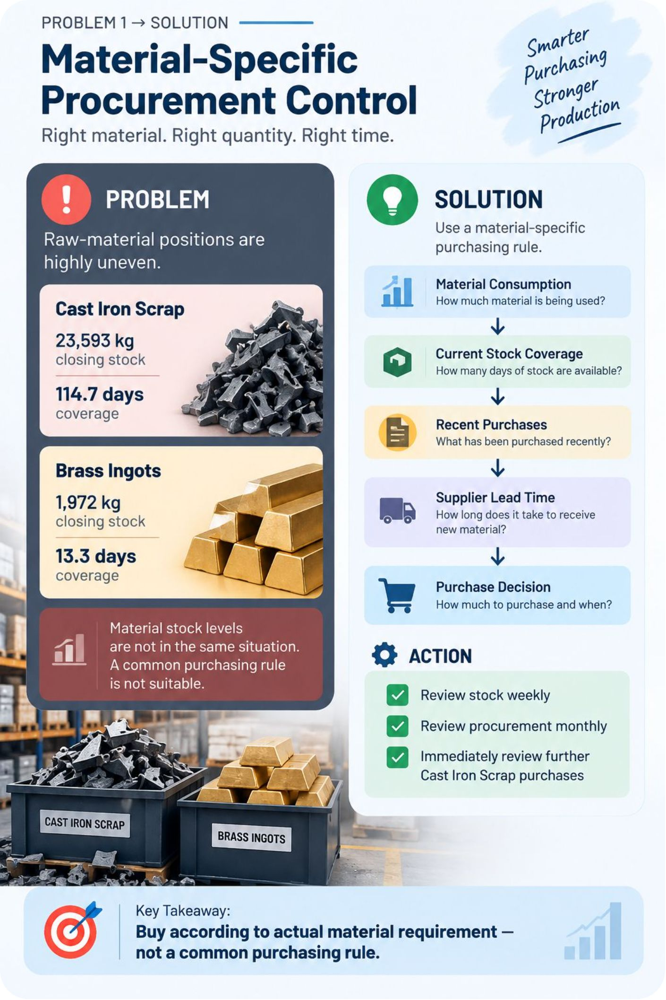 PROBLEM 1 → SOLUTION
Material-Specific
Procurement Control
Right material. Right quantity. Right time.
Smarter
Purchasing
Stronger
Production
PROBLEM
Raw-material positions are
highly uneven.
Cast Iron Scrap
23,593 kg
closing stock
114.7 days
coverage
Brass Ingots
1,972 kg
closing stock
13.3 days
coverage
Material stock levels
are not in the same situation.
A common purchasing rule
is not suitable.
CAST IRON SCRAP
BRASS INGOTS
SOLUTION
Use a material-specific
purchasing rule.
Material Consumption
How much material is being used?
Current Stock Coverage
How many days of stock are available?
Recent Purchases
What has been purchased recently?
Supplier Lead Time
How long does it take to receive
new material?
Purchase Decision
How much to purchase and when?
ACTION
Review stock weekly
Review procurement monthly
Immediately review further
Cast Iron Scrap purchases
Key Takeaway:
Buy according to actual material requirement —
not a common purchasing rule.